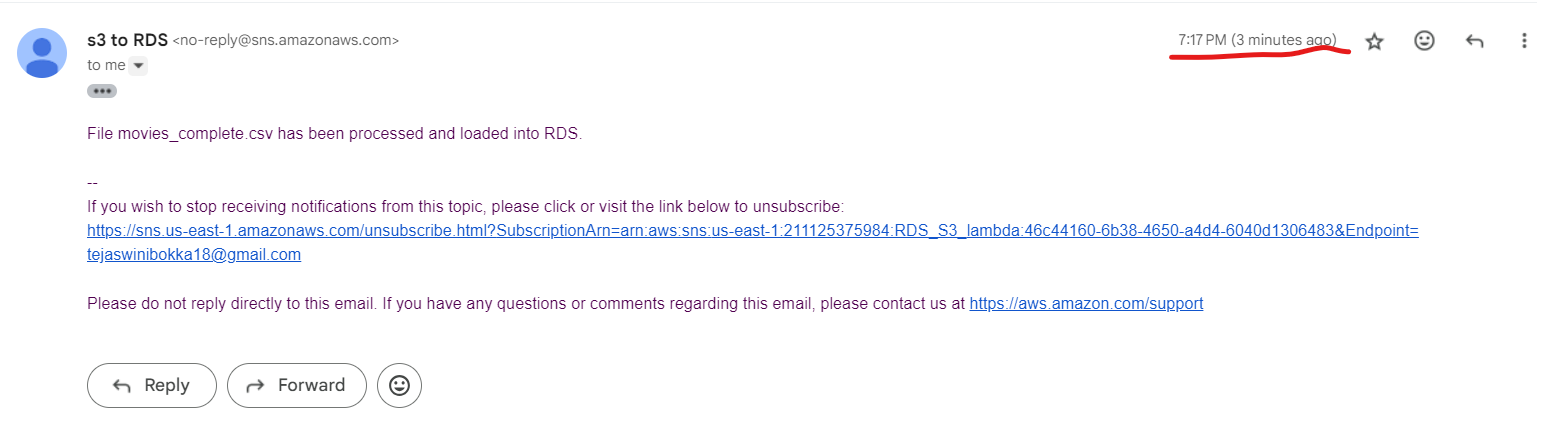 s3 to RDS <no-reply@sns.amazonaws.com> 7:17 PM (3 minutes ago)
to me
File movies_complete.csv has been processed and loaded into RDS.
--
If you wish to stop receiving notifications from this topic, please click or visit the link below to unsubscribe:
https://sns.us-east-1.amazonaws.com/unsubscribe.html?SubscriptionArn=arn:aws:sns:us-east-1:211125375984:RDS_S3_lambda:46c44160-6b38-4650-a4d4-6040d1306483&Endpoint=
tejaswinibokka18@gmail.com
Please do not reply directly to this email. If you have any questions or comments regarding this email, please contact us at https://aws.amazon.com/support
Reply Forward